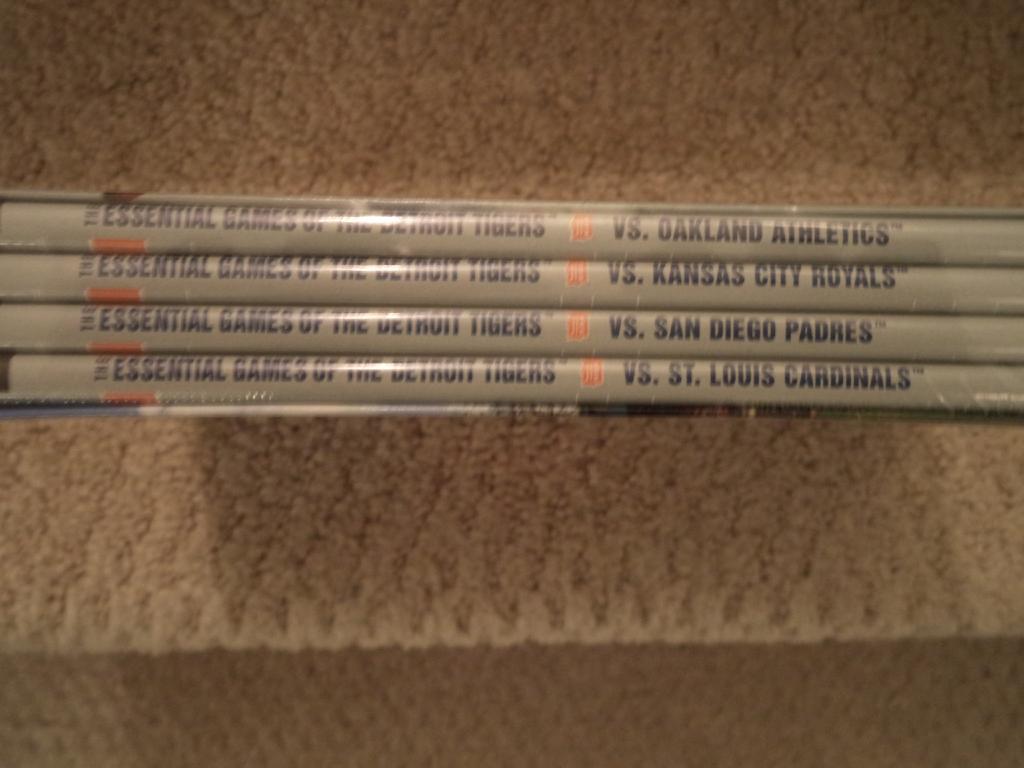 THE ESSENTIAL GAMES OF THE DETROIT TIGERS™ VS. OAKLAND ATHLETICS™
THE ESSENTIAL GAMES OF THE DETROIT TIGERS™ VS. KANSAS CITY ROYALS™
THE ESSENTIAL GAMES OF THE DETROIT TIGERS™ VS. SAN DIEGO PADRES™
THE ESSENTIAL GAMES OF THE DETROIT TIGERS™ VS. ST. LOUIS CARDINALS™